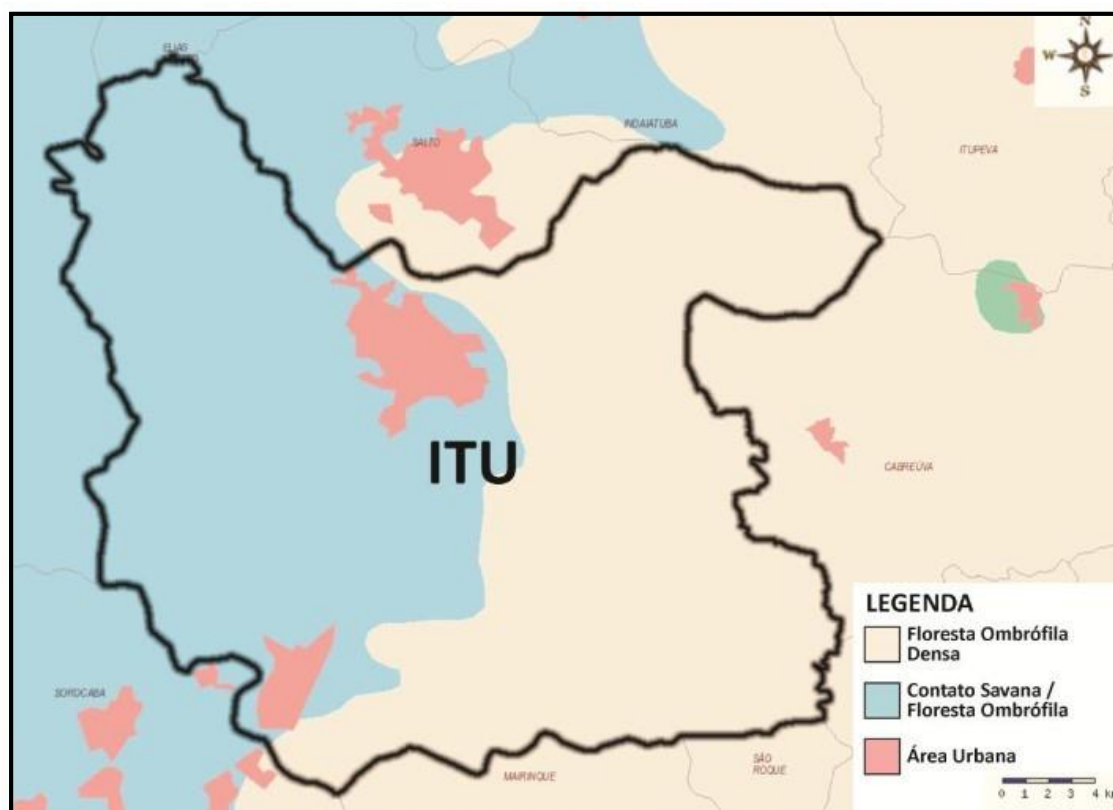 N
W
S
ELIAS
SALTO
INDAIATUBA
ITUPEVA
ITU
CABREÚVA
SOROCABA
MAIRINQUE
SÃO
ROQUE
LEGENDA
Floresta Ombrófila
Densa
Contato Savana /
Floresta Ombrófila
Área Urbana
0 1 2 3 4 k